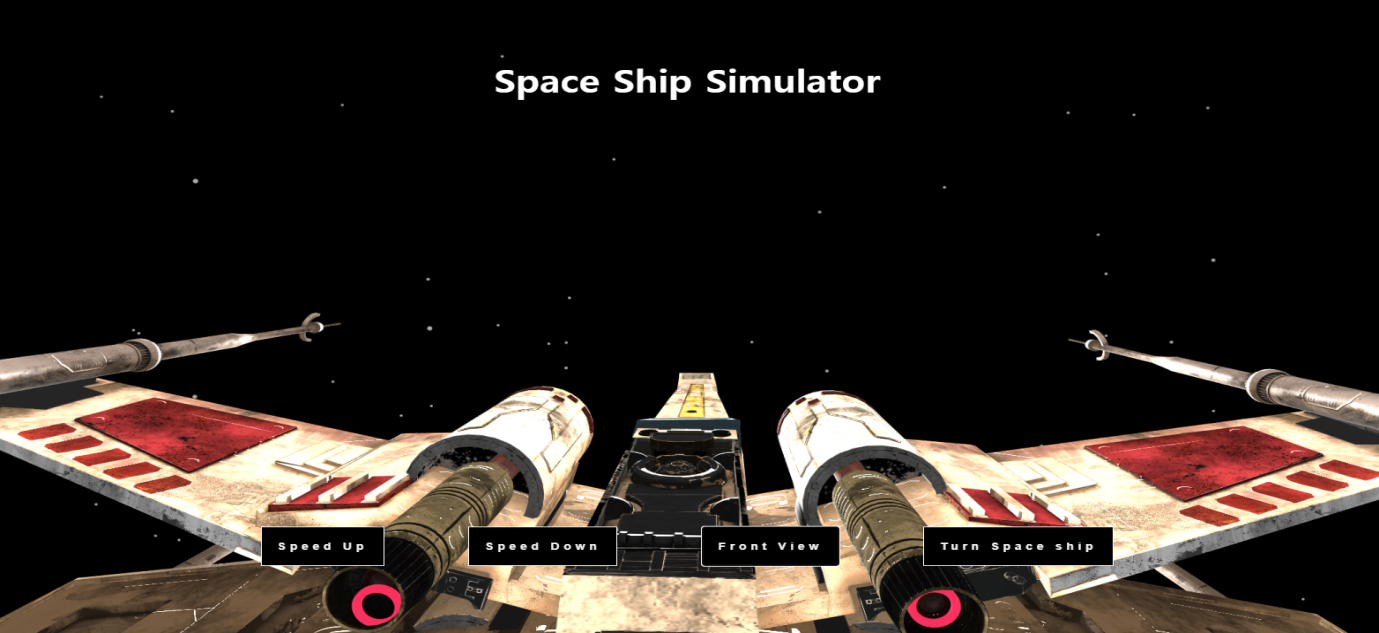 Space Ship Simulator
Speed Up
Speed Down
Front View
Turn Space ship